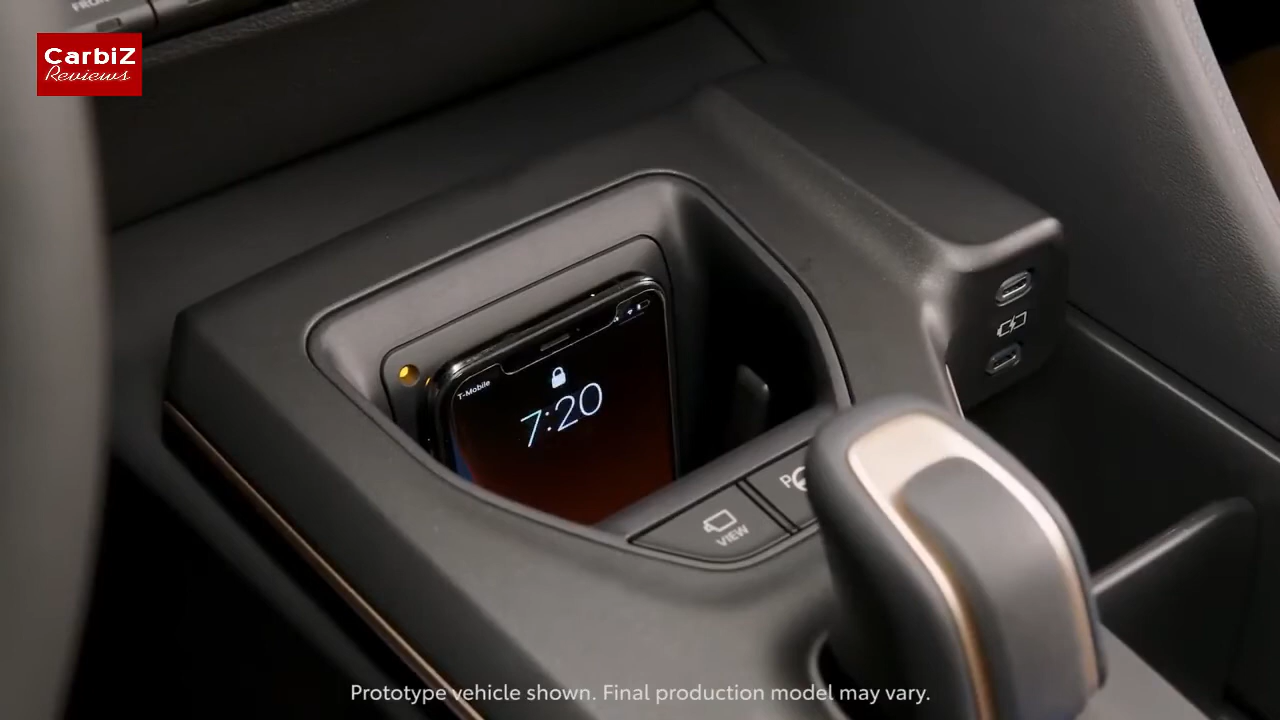 CarbiZ
Reviews
T-Mobile
7:20
P
VIEW
Prototype vehicle shown. Final production model may vary.